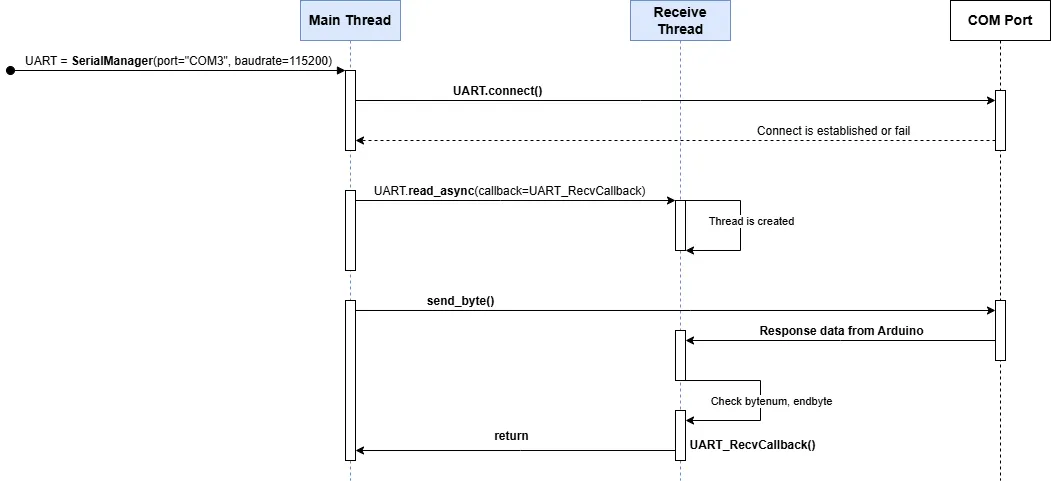 Main Thread
Receive
Thread
COM Port
UART = SerialManager(port="COM3", baudrate=115200)
UART.connect()
Connect is established or fail
UART.read_async(callback=UART_RecvCallback)
Thread is created
send_byte()
Response data from Arduino
Check bytenum, endbyte
return
UART_RecvCallback()